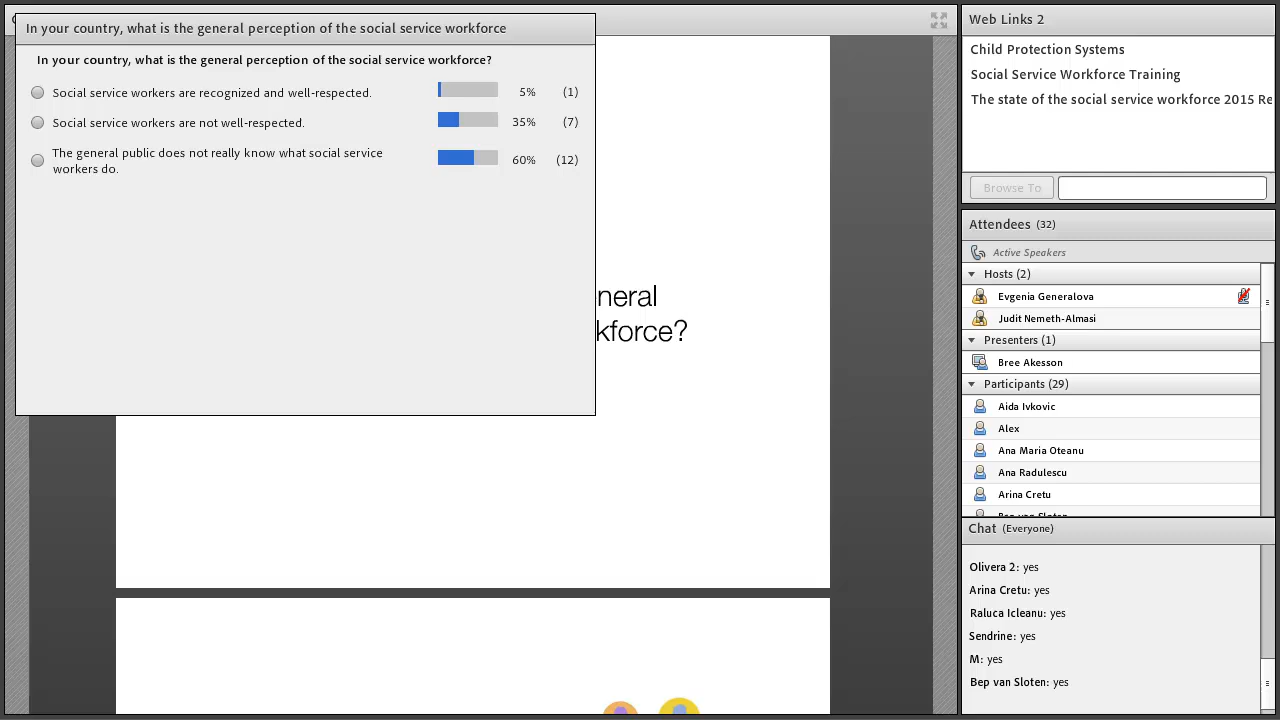 In your country, what is the general perception of the social service workforce
In your country, what is the general perception of the social service workforce?
Social service workers are recognized and well-respected. 5% (1)
Social service workers are not well-respected. 35% (7)
The general public does not really know what social service
workers do. 60% (12)
neral
kforce?
Web Links 2
Child Protection Systems
Social Service Workforce Training
The state of the social service workforce 2015 Re
Browse To
Attendees (32)
Active Speakers
Hosts (2)
Evgenia Generalova
Judit Nemeth-Almasi
Presenters (1)
Bree Akesson
Participants (29)
Aida Ivkovic
Alex
Ana Maria Oteanu
Ana Radulescu
Arina Cretu
Bep van Sloten
Chat (Everyone)
Olivera 2: yes
Arina Cretu: yes
Raluca Icleanu: yes
Sendrine: yes
M: yes
Bep van Sloten: yes